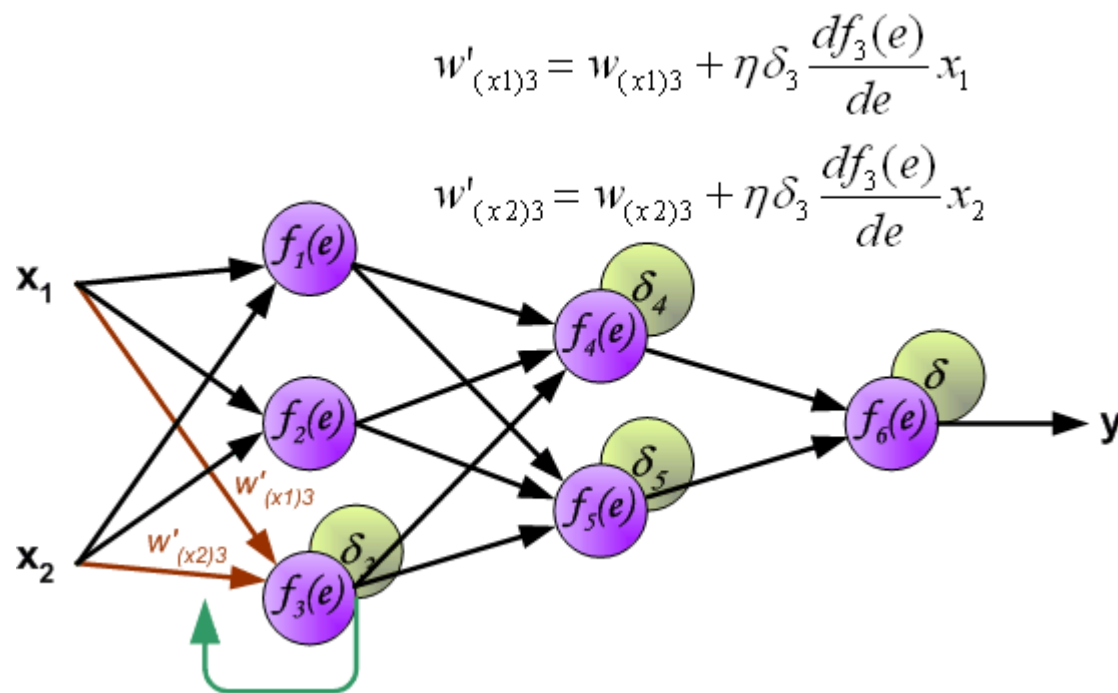 w'(x1)3 = w(x1)3 + ηδ3 df3(e)/de x1
w'(x2)3 = w(x2)3 + ηδ3 df3(e)/de x2
x1
x2
f1(e)
f2(e)
f3(e)
δ3
w'(x1)3
w'(x2)3
f4(e)
δ4
f5(e)
δ5
f6(e)
δ
y